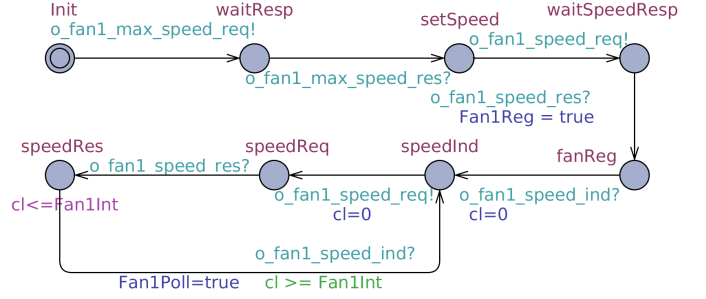 Init
waitResp
setSpeed
waitSpeedResp
o_fan1_max_speed_req!
o_fan1_speed_req!
o_fan1_max_speed_res?
o_fan1_speed_res?
Fan1Reg = true
speedRes
speedReq
speedInd
fanReg
o_fan1_speed_res?
cl<=Fan1Int
o_fan1_speed_req!
o_fan1_speed_ind?
cl=0
cl=0
o_fan1_speed_ind?
Fan1Poll=true
cl >= Fan1Int